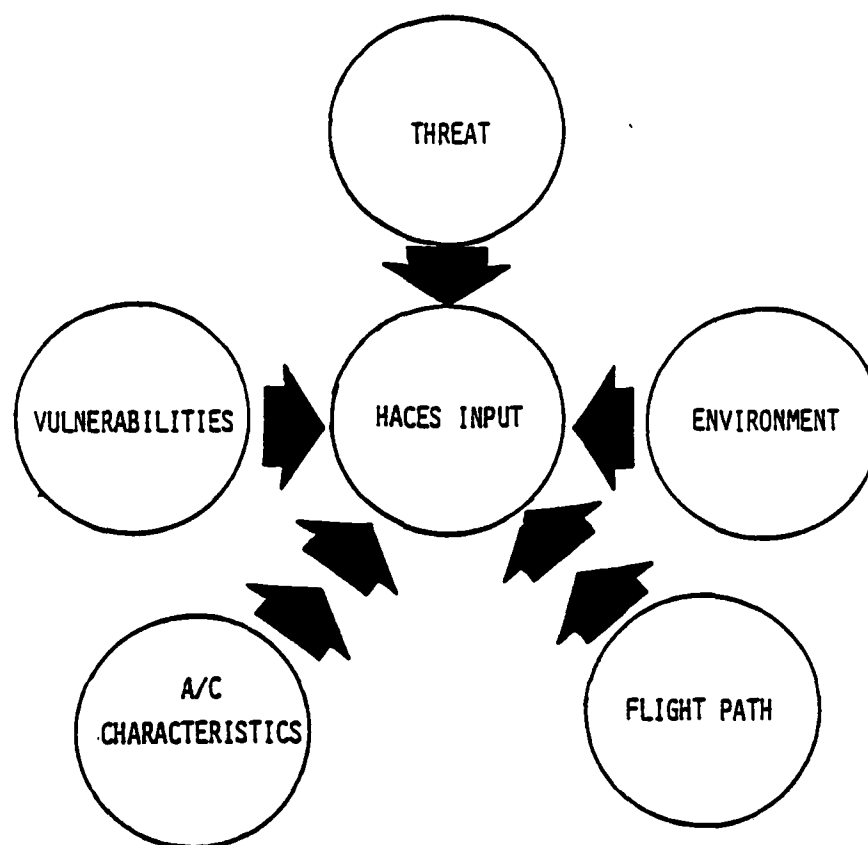 THREAT
VULNERABILITIES
HACES INPUT
ENVIRONMENT
A/C
CHARACTERISTICS
FLIGHT PATH